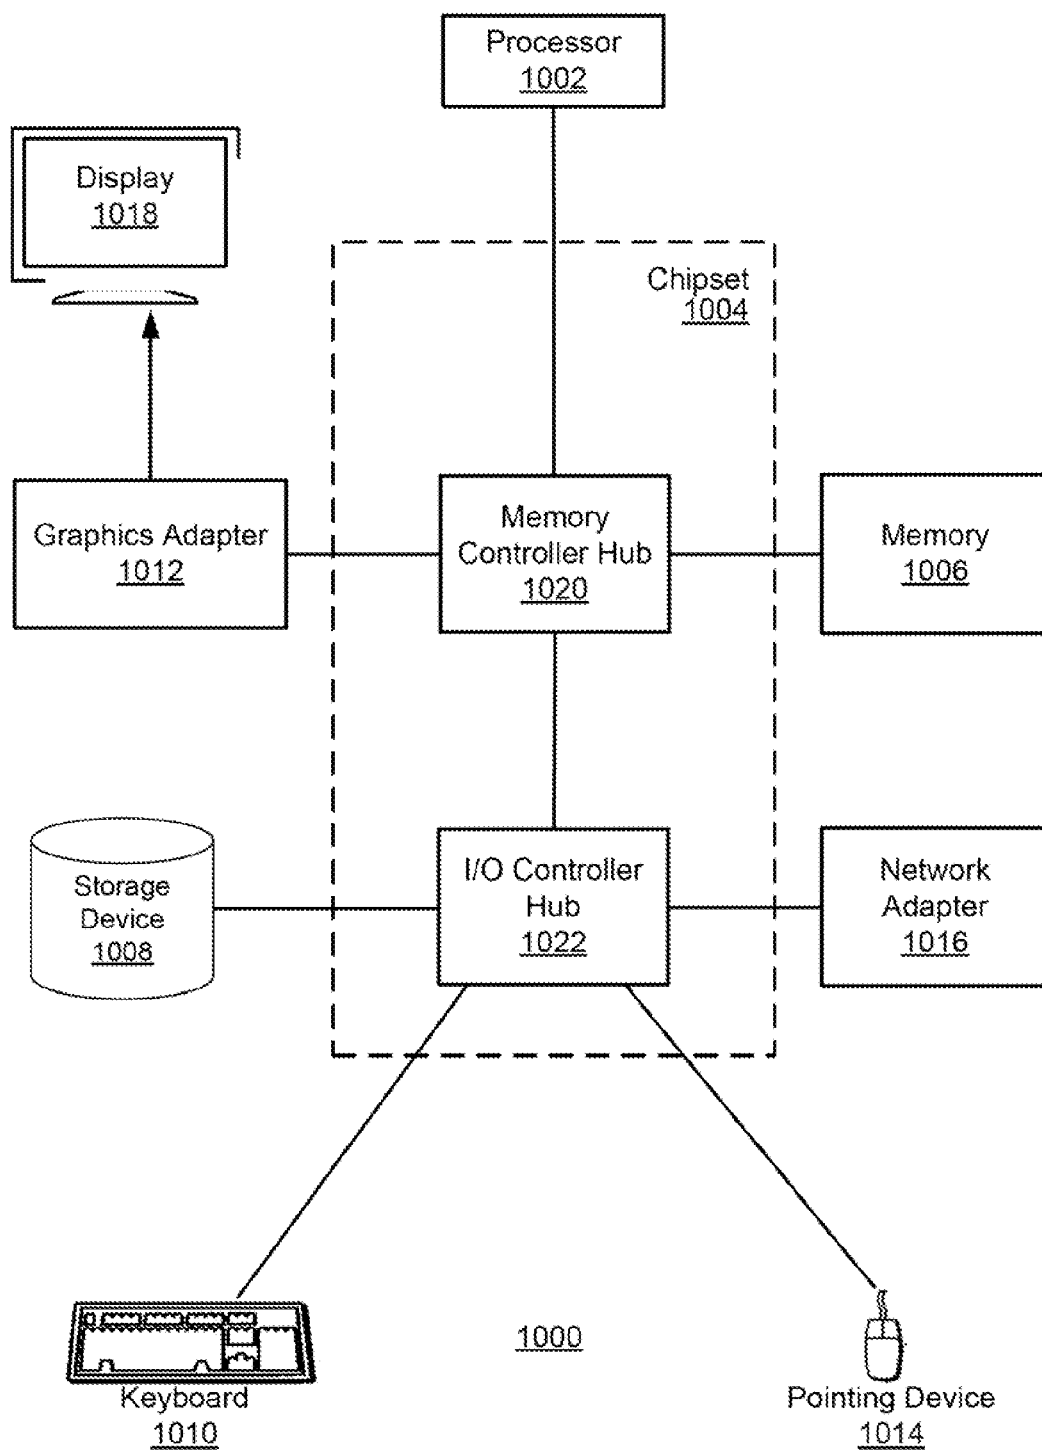 Processor
1002
Display
1018
Chipset
1004
Graphics Adapter
1012
Memory
Controller Hub
1020
Memory
1006
Storage
Device
1008
I/O Controller
Hub
1022
Network
Adapter
1016
Keyboard
1010
1000
Pointing Device
1014